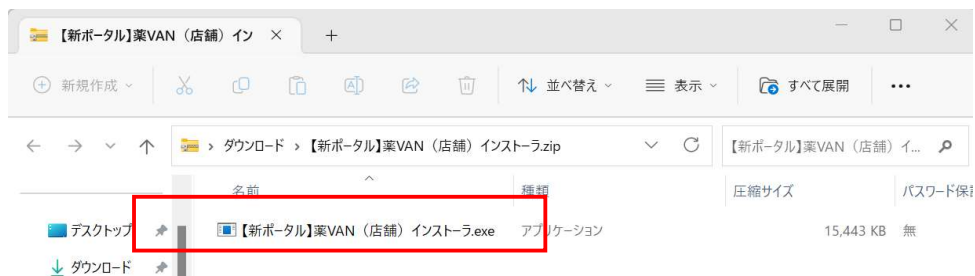 【新ポータル】薬VAN（店舗）イン
新規作成
並べ替え
表示
すべて展開
ダウンロード
【新ポータル】薬VAN（店舗）インストーラ.zip
【新ポータル】薬VAN（店舗）イ...
名前
種類
圧縮サイズ
パスワード保
デスクトップ
【新ポータル】薬VAN（店舗）インストーラ.exe
アプリケーション
15,443 KB
無
ダウンロード